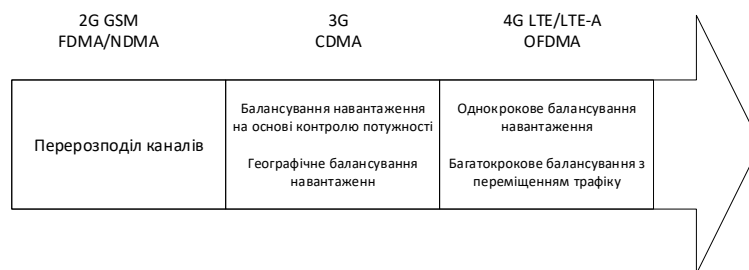 2G GSM
FDMA/NDMA
3G
CDMA
4G LTE/LTE-A
OFDMA
Перерозподіл каналів
Балансування навантаження
на основі контролю потужності
Географічне балансування
навантаженн
Однокрокове балансування
навантаження
Багатокрокове балансування з
переміщенням трафіку